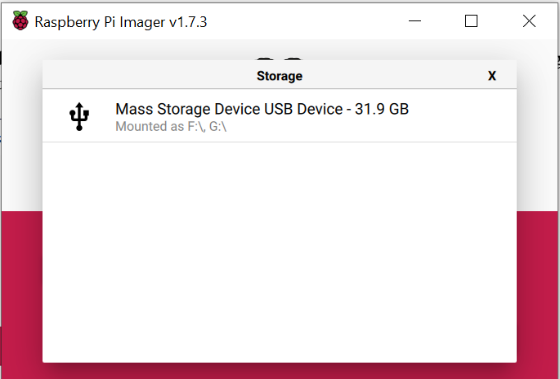 Raspberry Pi Imager v1.7.3
Storage
X
Mass Storage Device USB Device - 31.9 GB
Mounted as F:\, G:\